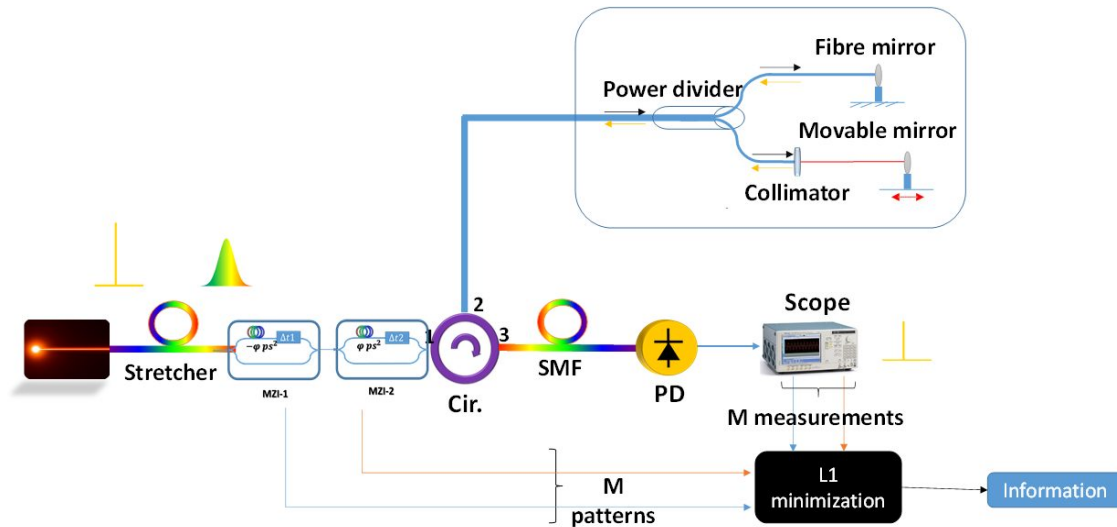 Fibre mirror
Power divider
Movable mirror
Collimator
2
1
3
Scope
Δτ1
−φ ps²
Δτ2
φ ps²
Stretcher
MZI-1
MZI-2
Cir.
SMF
PD
M measurements
M
patterns
L1
minimization
Information